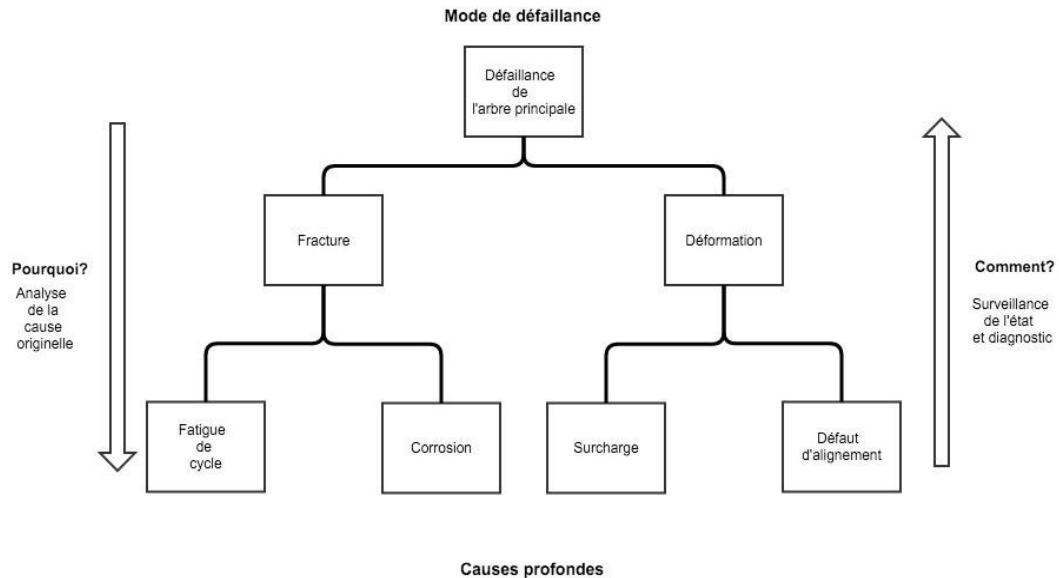 Mode de défaillance
Défaillance
de
l'arbre principale
Fracture
Déformation
Pourquoi?
Analyse
de la
cause
originelle
Comment?
Surveillance
de l'état
et diagnostic
Fatigue
de
cycle
Corrosion
Surcharge
Défaut
d'alignement
Causes profondes